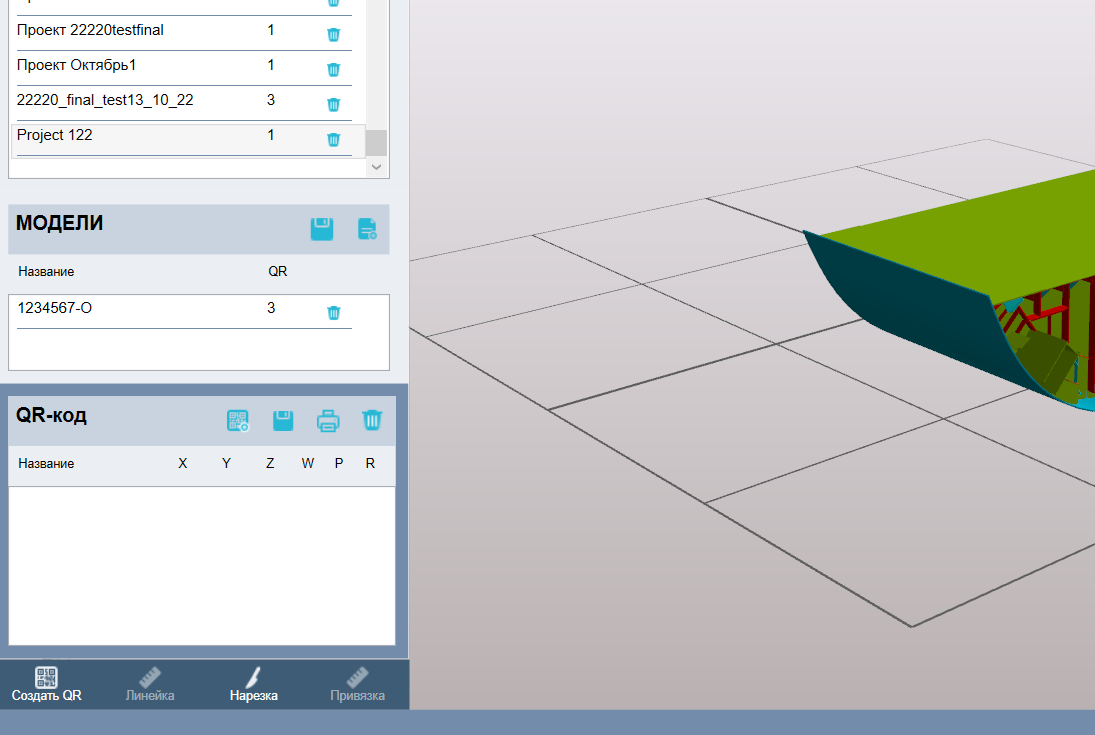 Проект 22220testfinal 1
Проект Октябрь1 1
22220_final_test13_10_22 3
Project 122 1
МОДЕЛИ
Название QR
1234567-O 3
QR-код
Название X Y Z W P R
Создать QR Линейка Нарезка Привязка